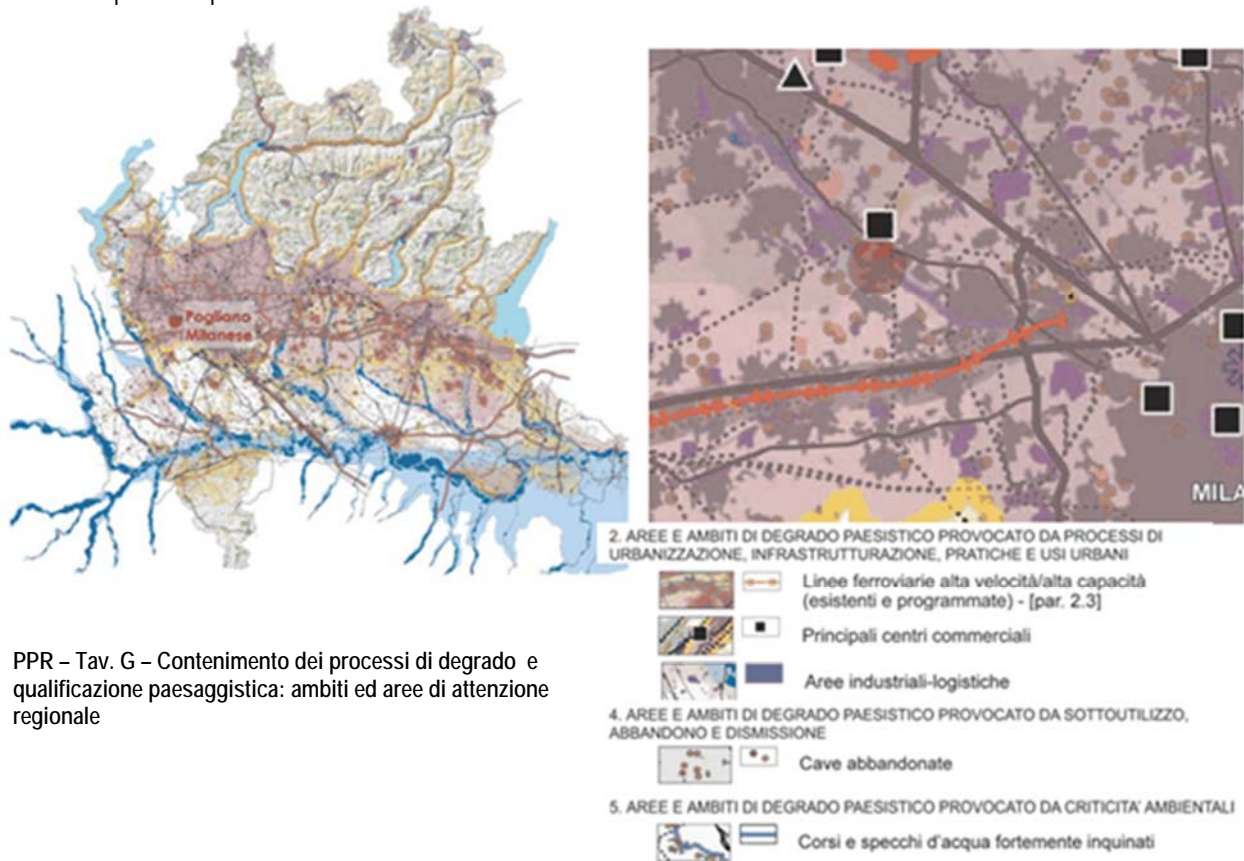 Pogliano
Milanese
MILA
2. AREE E AMBITI DI DEGRADO PAESISTICO PROVOCATO DA PROCESSI DI
URBANIZZAZIONE, INFRASTRUTTURAZIONE, PRATICHE E USI URBANI
Linee ferroviarie alta velocità/alta capacità
(esistenti e programmate) - [par. 2.3]
Principali centri commerciali
Aree industriali-logistiche
PPR – Tav. G – Contenimento dei processi di degrado e
qualificazione paesaggistica: ambiti ed aree di attenzione
regionale
4. AREE E AMBITI DI DEGRADO PAESISTICO PROVOCATO DA SOTTOUTILIZZO,
ABBANDONO E DISMISSIONE
Cave abbandonate
5. AREE E AMBITI DI DEGRADO PAESISTICO PROVOCATO DA CRITICITA' AMBIENTALI
Corsi e specchi d'acqua fortemente inquinati